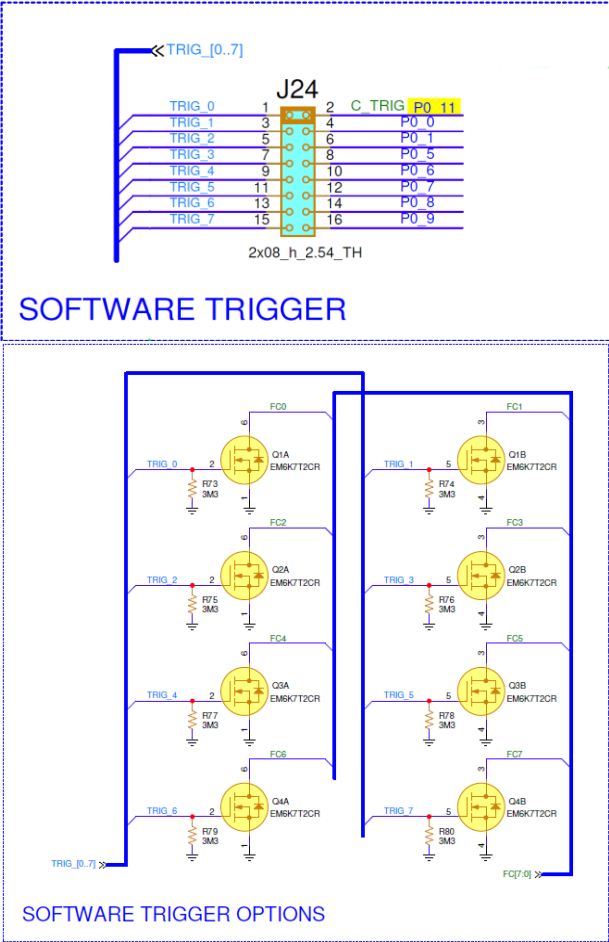 TRIG_[0..7]
J24
TRIG_0 1 2 C_TRIG P0_11
TRIG_1 3 4 P0_0
TRIG_2 5 6 P0_1
TRIG_3 7 8 P0_5
TRIG_4 9 10 P0_6
TRIG_5 11 12 P0_7
TRIG_6 13 14 P0_8
TRIG_7 15 16 P0_9
2x08_h_2.54_TH
SOFTWARE TRIGGER
FC0 FC1
6 3
Q1A Q1B
TRIG_0 2 EM6K7T2CR TRIG_1 5 EM6K7T2CR
R73 R74
3M3 1 3M3 4
FC2 FC3
6 3
Q2A Q2B
TRIG_2 2 EM6K7T2CR TRIG_3 5 EM6K7T2CR
R75 R76
3M3 1 3M3 4
FC4 FC5
6 3
Q3A Q3B
TRIG_4 2 EM6K7T2CR TRIG_5 5 EM6K7T2CR
R77 R78
3M3 1 3M3 4
FC6 FC7
6 3
Q4A Q4B
TRIG_6 2 EM6K7T2CR TRIG_7 5 EM6K7T2CR
R79 R80
3M3 1 3M3 4
TRIG_[0..7]
FC[7:0]
SOFTWARE TRIGGER OPTIONS